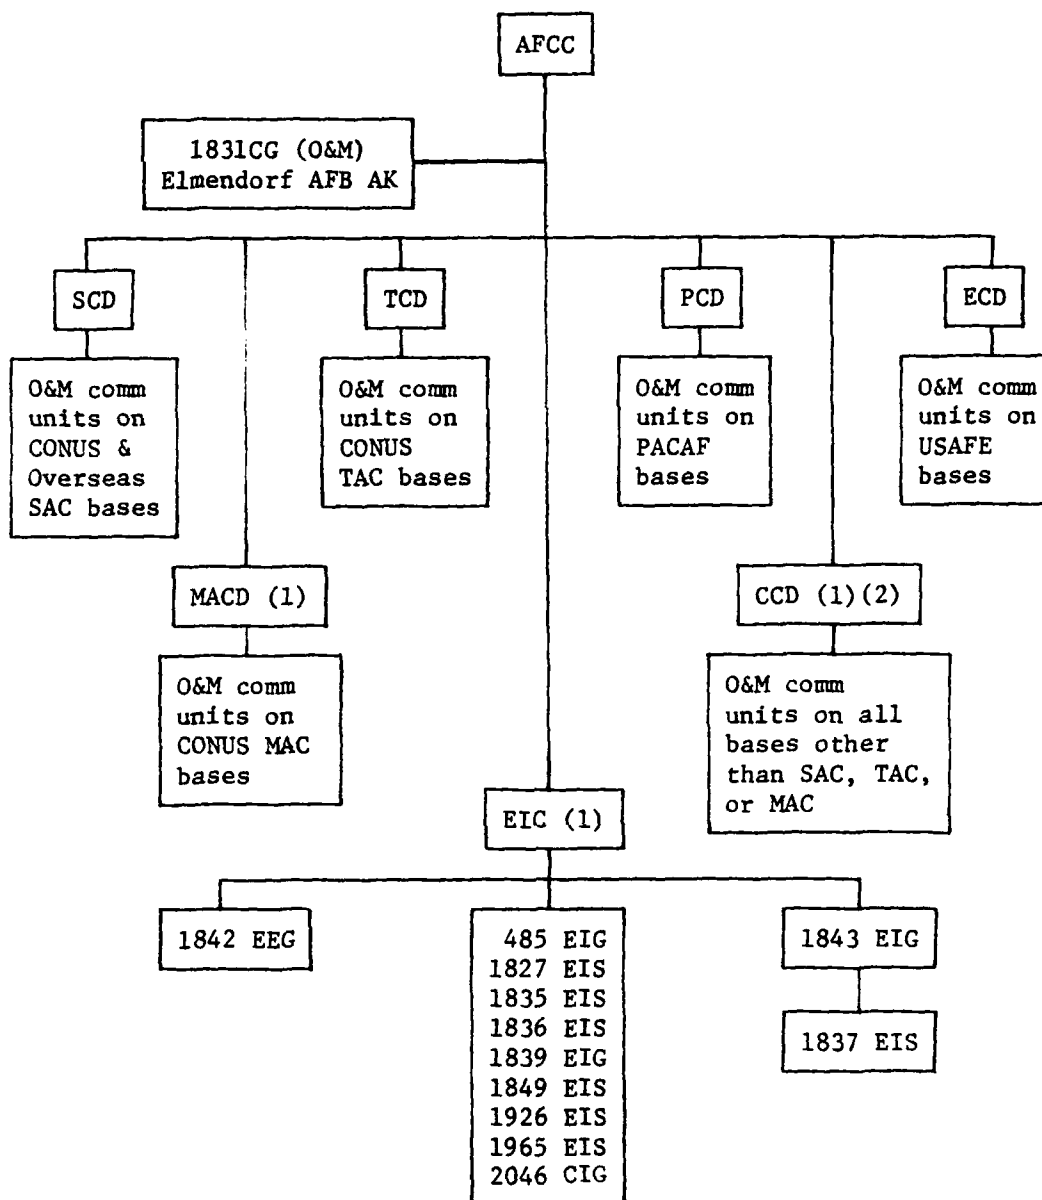 AFCC
1831CG (O&M)
Elmendorf AFB AK
SCD
TCD
PCD
ECD
O&M comm
units on
CONUS &
Overseas
SAC bases
O&M comm
units on
CONUS
TAC bases
O&M comm
units on
PACAF
bases
O&M comm
units on
USAFE
bases
MACD (1)
CCD (1)(2)
O&M comm
units on
CONUS MAC
bases
O&M comm
units on all
bases other
than SAC, TAC,
or MAC
EIC (1)
1842 EEG
485 EIG
1827 EIS
1835 EIS
1836 EIS
1839 EIG
1849 EIS
1926 EIS
1965 EIS
2046 CIG
1843 EIG
1837 EIS